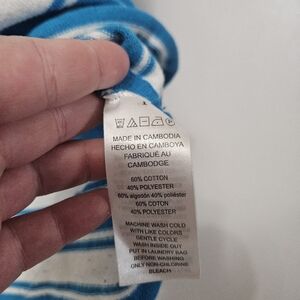 MADE IN CAMBODIA
HECHO EN CAMBOYA
FABRIQUÉ AU
CAMBODGE
60% COTTON
40% POLYESTER
60% algodón 40% poliéster
60% COTON
40% POLYESTER
MACHINE WASH COLD
WITH LIKE COLORS
GENTLE CYCLE
WASH INSIDE OUT
PUT IN LAUNDRY BAG
BEFORE WASHING
ONLY NON-CHLORINE
BLEACH